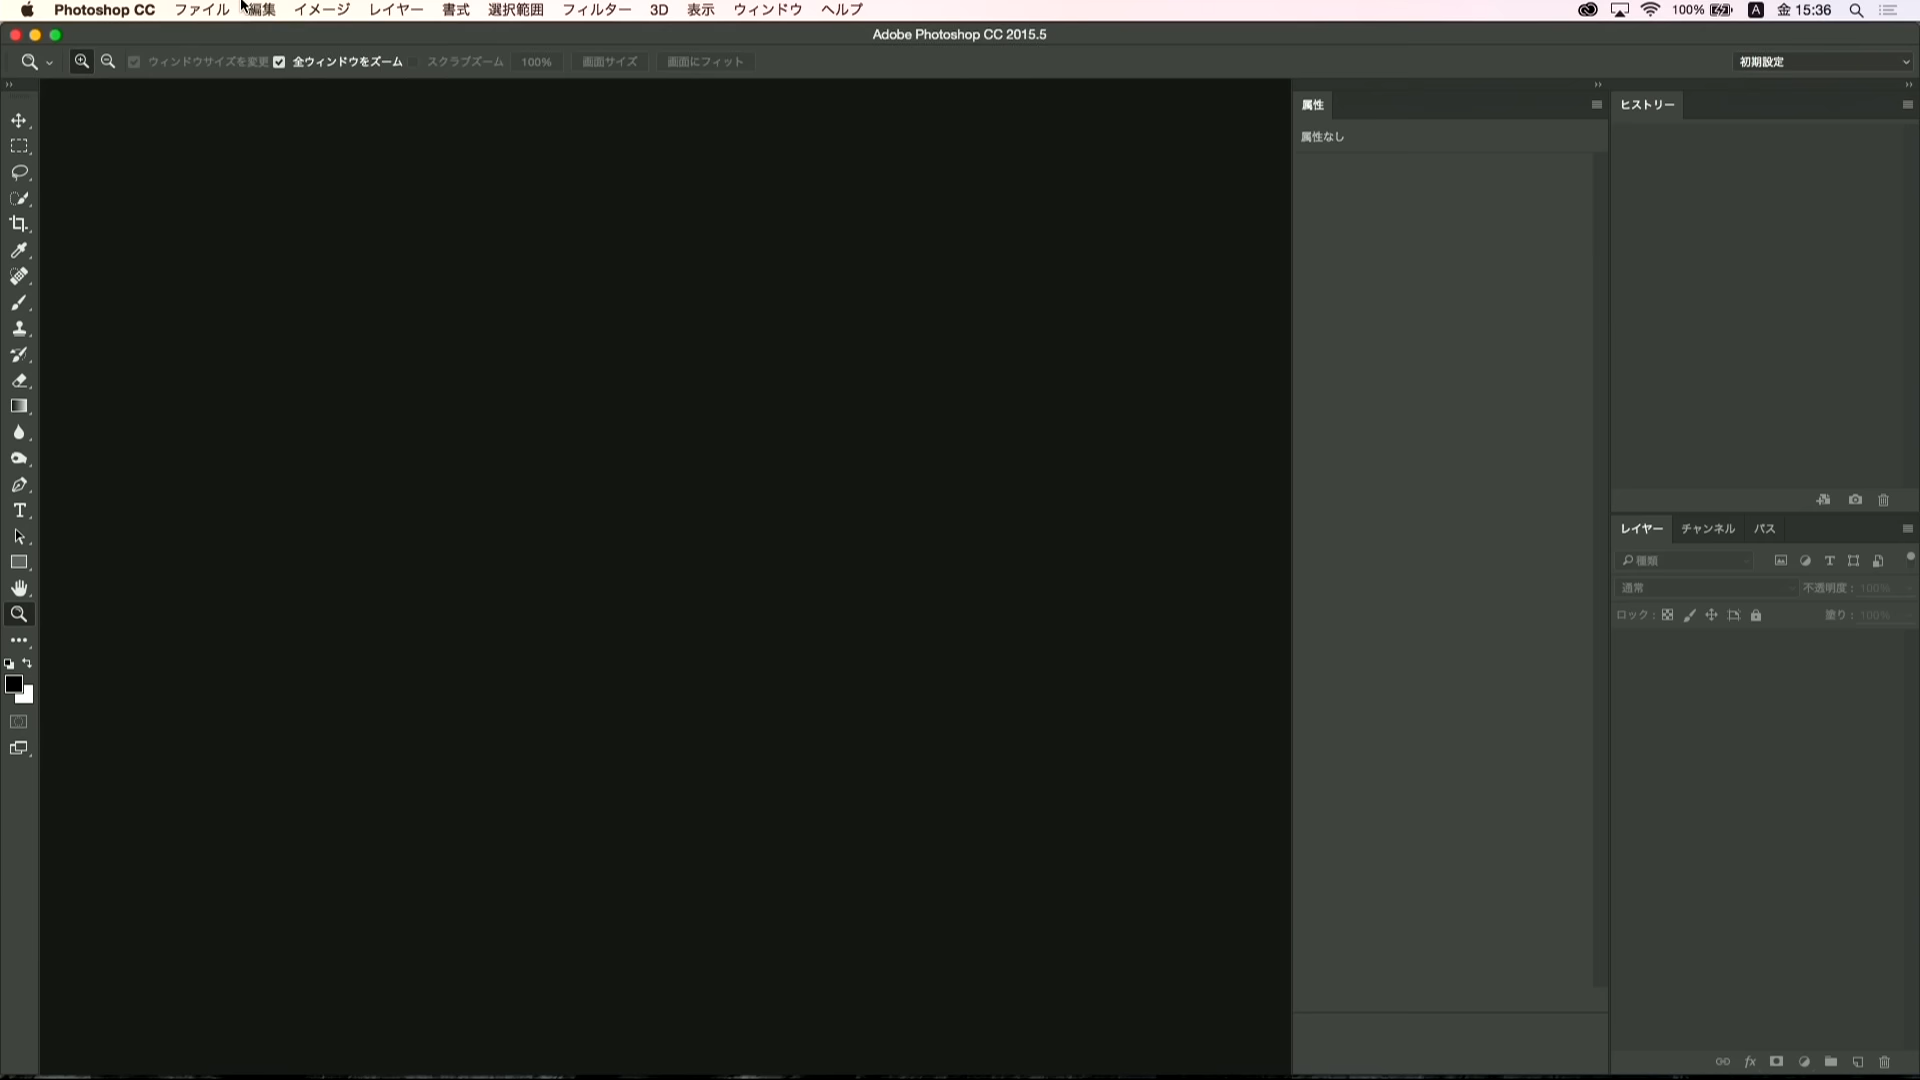 Photoshop CC ファイル 編集 イメージ レイヤー 書式 選択範囲 フィルター 3D 表示 ウィンドウ ヘルプ 100% A 金 15:36
Adobe Photoshop CC 2015.5
ウィンドウサイズを変更 全ウィンドウをズーム スクラブズーム 100% 画面サイズ 画面にフィット 初期設定
属性 ヒストリー
属性なし
レイヤー チャンネル パス
種類
通常 不透明度: 100%
ロック: 塗り: 100%
fx